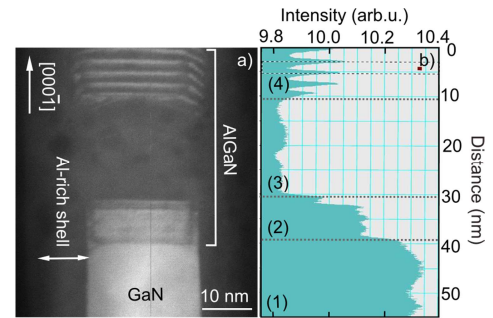 Intensity (arb.u.)
9.8 10.0 10.2 10.4
a)
b)
[0001̄]
AlGaN
Al-rich shell
GaN
10 nm
(4)
(3)
(2)
(1)
0
10
20
30
40
50
Distance (nm)